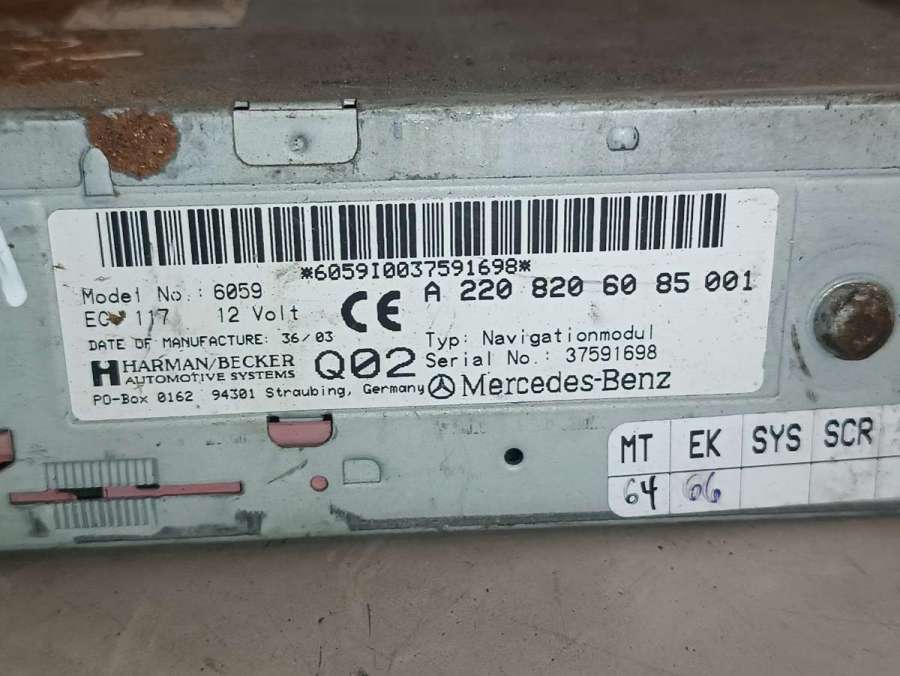 *6059I0037591698*
Model No.: 6059
A 220 820 60 85 001
117 12 Volt
CE
DATE OF MANUFACTURE: 36/03
Typ: Navigationmodul
HARMAN/BECKER
AUTOMOTIVE SYSTEMS
Q02
Serial No.: 37591698
PO-Box 0162 94301 Straubing, Germany
Mercedes-Benz
MT EK SYS SCR
64 66